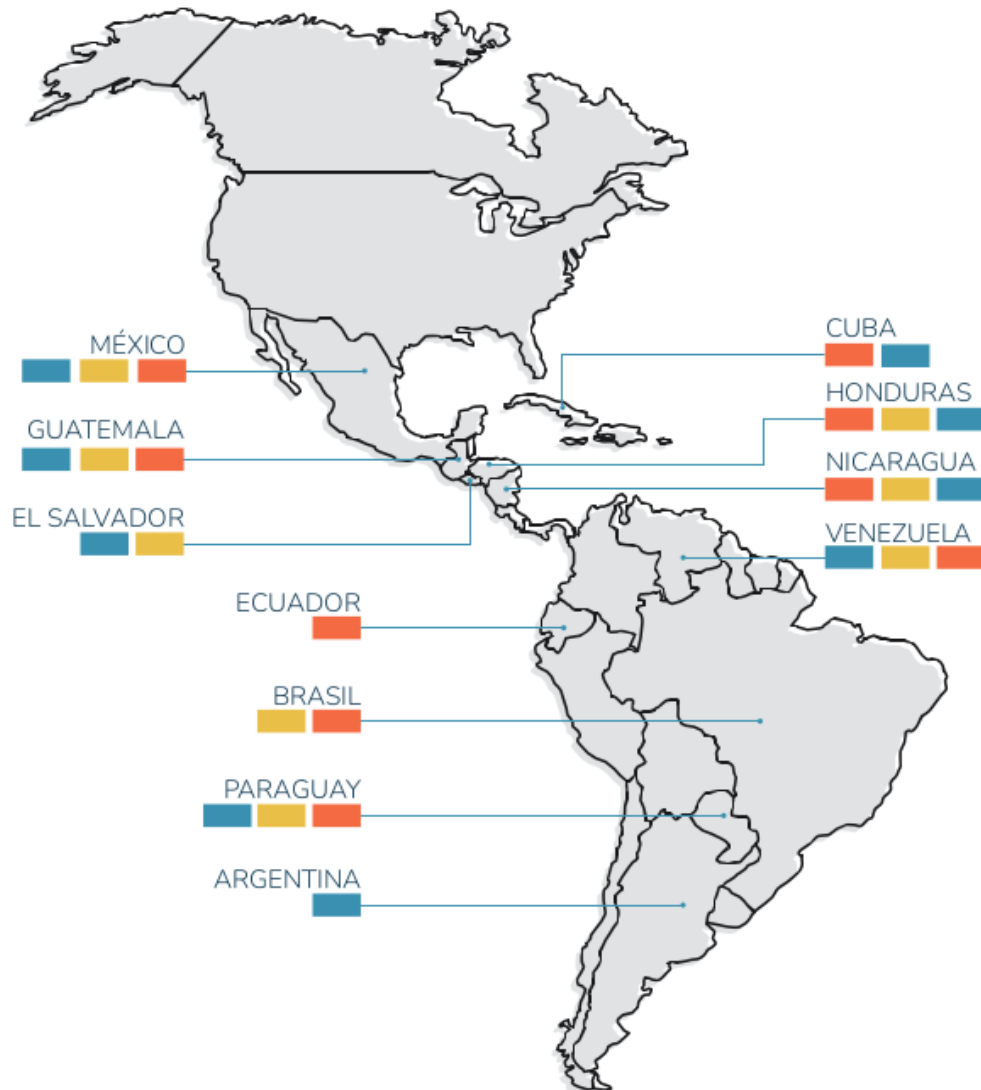 MÉXICO
GUATEMALA
EL SALVADOR
CUBA
HONDURAS
NICARAGUA
VENEZUELA
ECUADOR
BRASIL
PARAGUAY
ARGENTINA